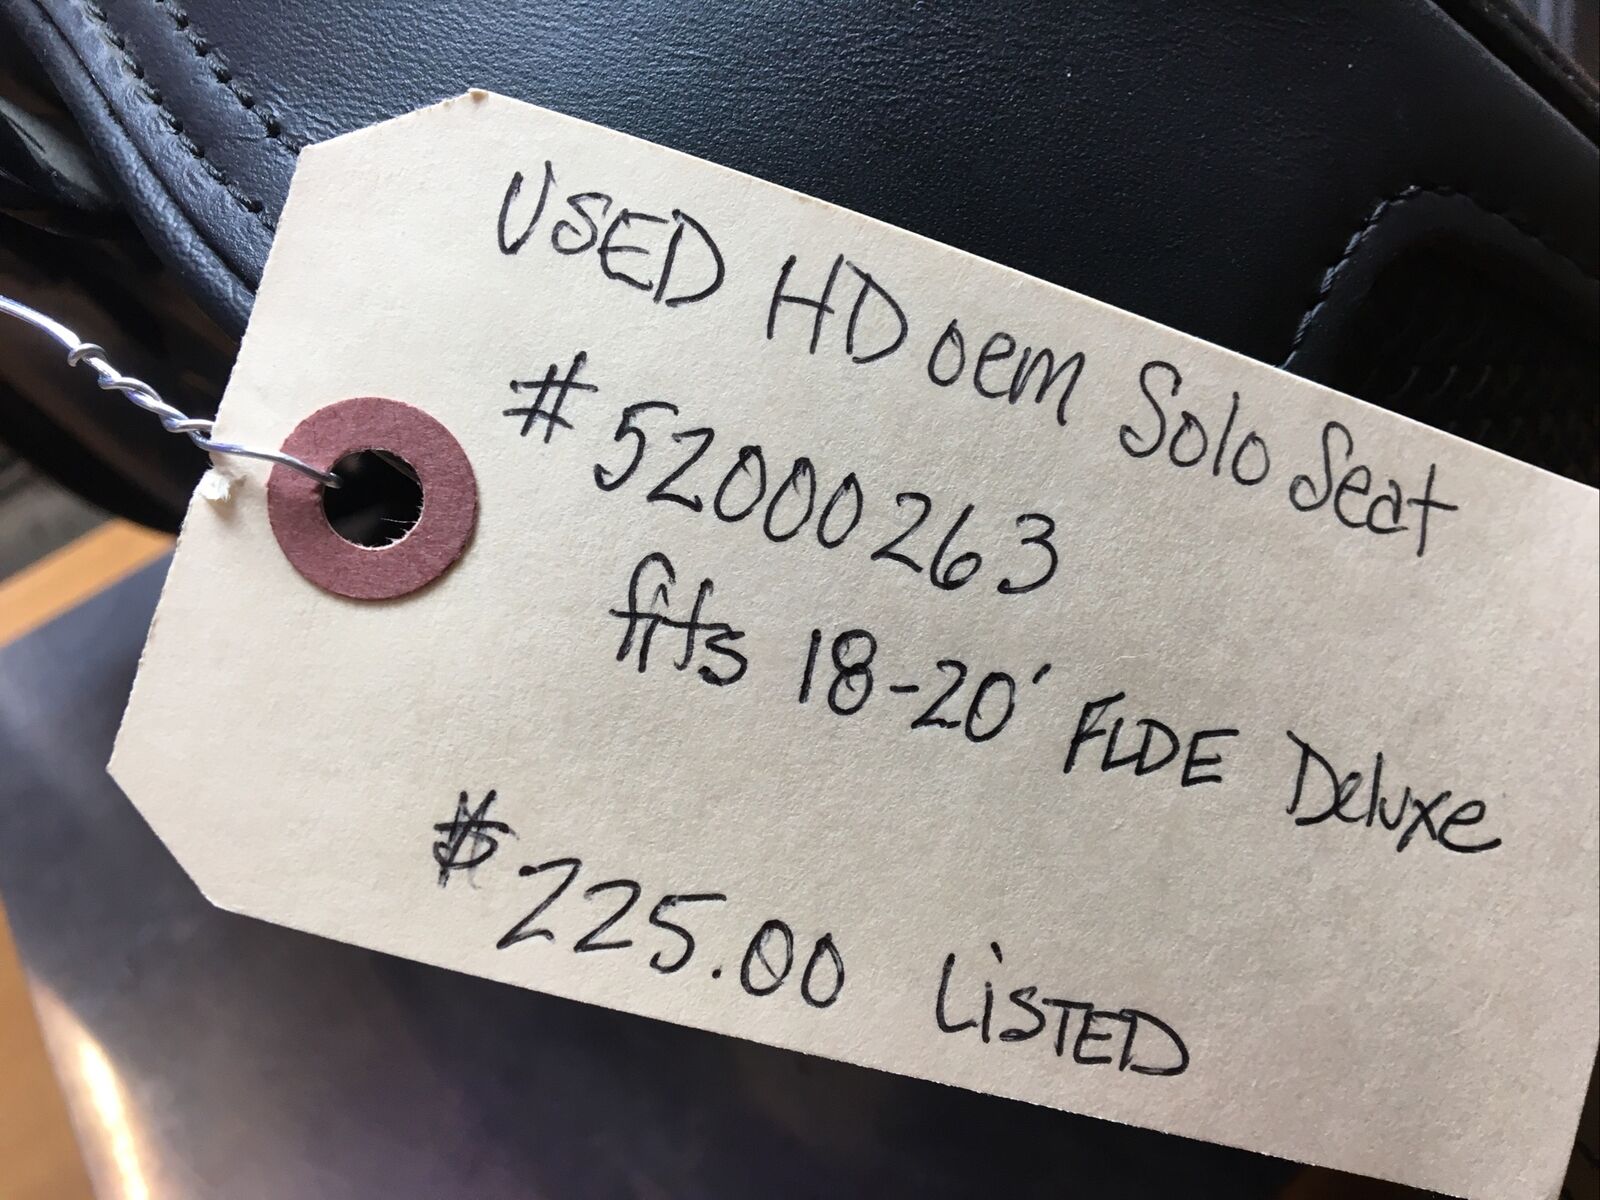 USED HD oem Solo Seat
# 52000263
fits 18-20' FLDE Deluxe
$225.00 LiSTED